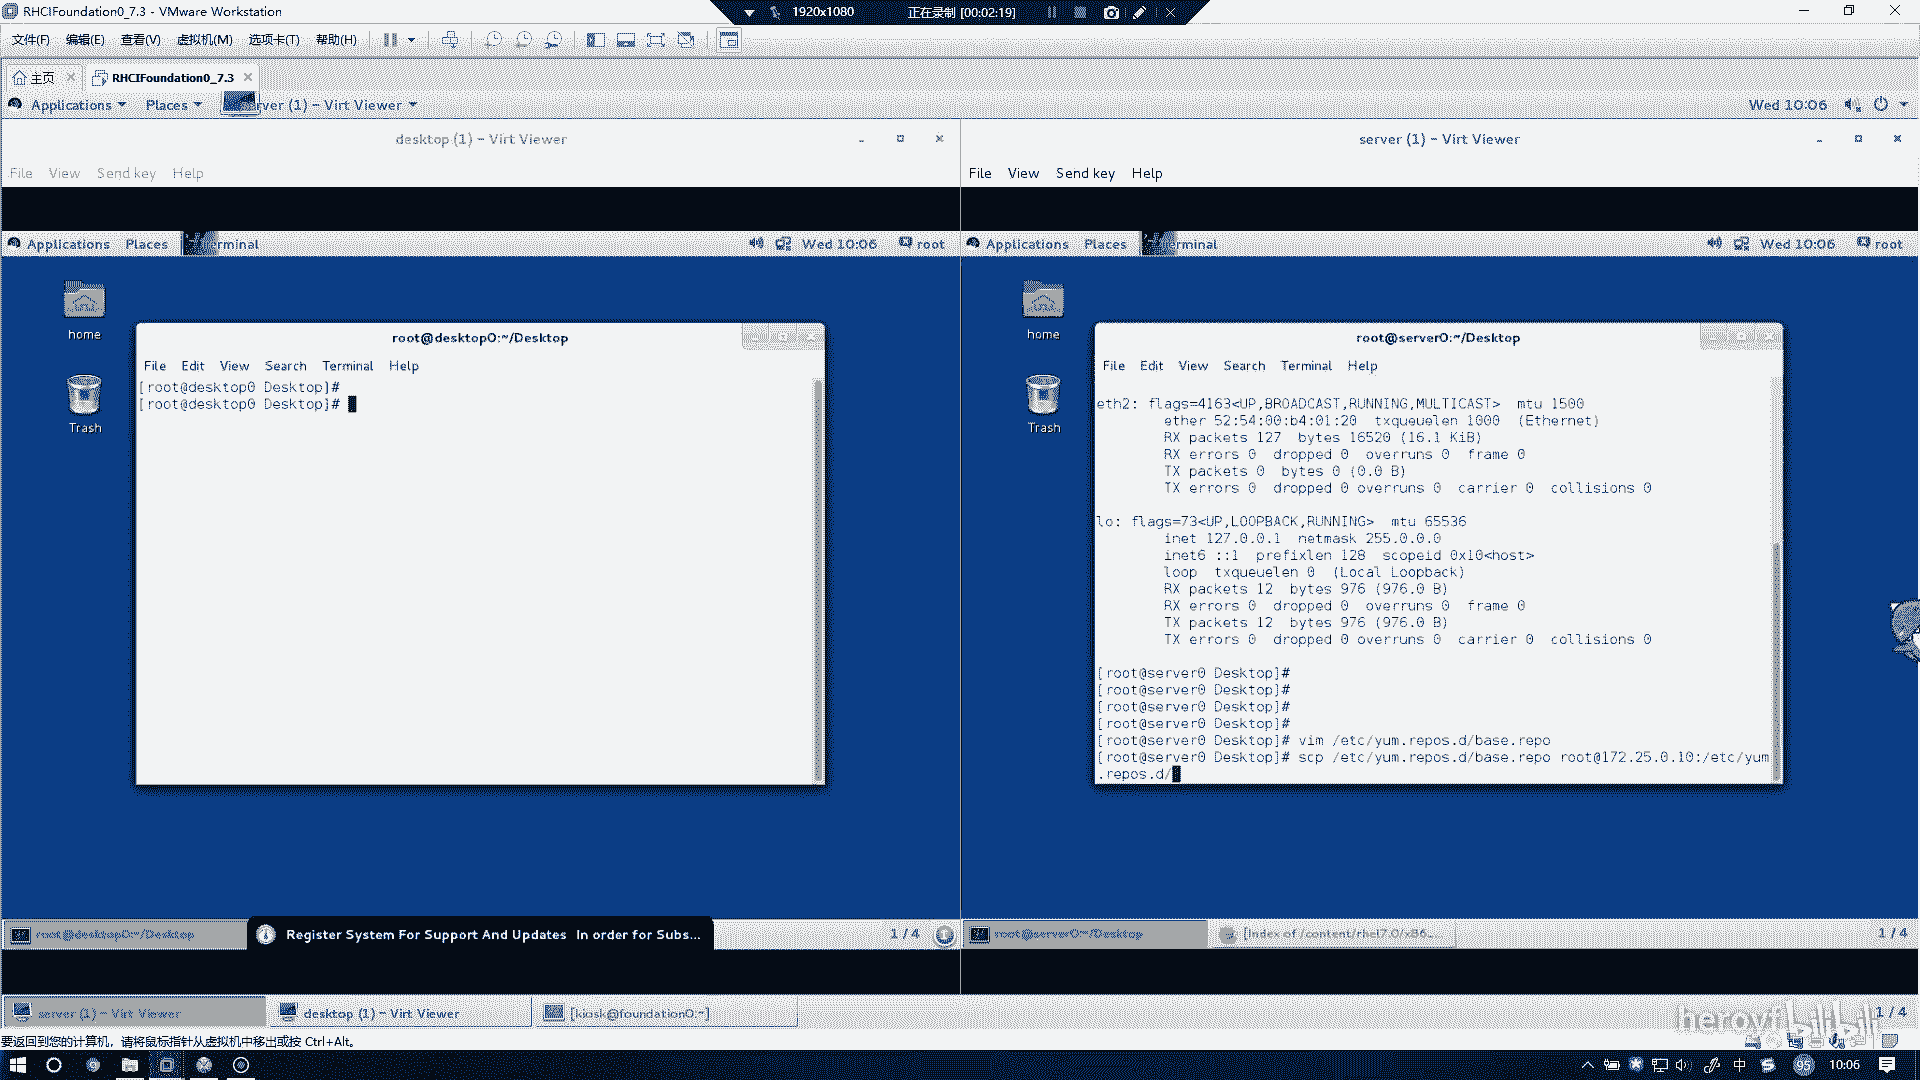 RHCIFoundation0_7.3 - VMware Workstation
1920x1080
正在录制 [00:02:19]
文件(F) 编辑(E) 查看(V) 虚拟机(M) 选项卡(T) 帮助(H)
主页
RHCIFoundation0_7.3
Applications Places server (1) – Virt Viewer
Wed 10:06
desktop (1) – Virt Viewer
File View Send key Help
Applications Places Terminal
Wed 10:06 root
home
Trash
root@desktop0:~/Desktop
File Edit View Search Terminal Help
[root@desktop0 Desktop]#
[root@desktop0 Desktop]#
root@desktop0:~/Desktop
Register System For Support And Updates In order for Subs...
1 / 4
server (1) – Virt Viewer
File View Send key Help
Applications Places Terminal
Wed 10:06 root
home
Trash
root@server0:~/Desktop
File Edit View Search Terminal Help
eth2: flags=4163<UP,BROADCAST,RUNNING,MULTICAST> mtu 1500
ether 52:54:00:b4:01:20 txqueuelen 1000 (Ethernet)
RX packets 127 bytes 16520 (16.1 KiB)
RX errors 0 dropped 0 overruns 0 frame 0
TX packets 0 bytes 0 (0.0 B)
TX errors 0 dropped 0 overruns 0 carrier 0 collisions 0
lo: flags=73<UP,LOOPBACK,RUNNING> mtu 65536
inet 127.0.0.1 netmask 255.0.0.0
inet6 ::1 prefixlen 128 scopeid 0x10<host>
loop txqueuelen 0 (Local Loopback)
RX packets 12 bytes 976 (976.0 B)
RX errors 0 dropped 0 overruns 0 frame 0
TX packets 12 bytes 976 (976.0 B)
TX errors 0 dropped 0 overruns 0 carrier 0 collisions 0
[root@server0 Desktop]#
[root@server0 Desktop]#
[root@server0 Desktop]#
[root@server0 Desktop]#
[root@server0 Desktop]# vim /etc/yum.repos.d/base.repo
[root@server0 Desktop]# scp /etc/yum.repos.d/base.repo root@172.25.0.10:/etc/yum
.repos.d/
root@server0:~/Desktop
[Index of /content/rhel7.0/x86_...
1 / 4
server (1) – Virt Viewer
desktop (1) – Virt Viewer
[kiosk@foundation0:~]
1 / 4
要返回到您的计算机，请将鼠标指针从虚拟机中移出或按 Ctrl+Alt。
中
95
10:06